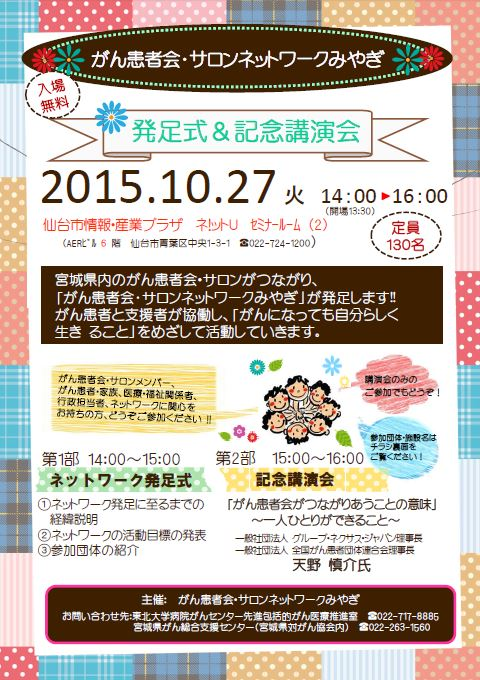 がん患者会・サロンネットワークみやぎ
入場
無料
発足式＆記念講演会
2015.10.27 火 14:00▶16:00
(開場13:30)
仙台市情報・産業プラザ ネ!ットU セミナールーム（2）
（AERビル 6 階 仙台市青葉区中央1-3-1 ☎022-724-1200）
定員
130名
宮城県内のがん患者会・サロンがつながり、
「がん患者会・サロンネットワークみやぎ」が発足します!!
がん患者と支援者が協働し、「がんになっても自分らしく
生き ること」をめざして活動していきます。
がん患者会・サロンメンバー、
がん患者・家族、医療・福祉関係者、
行政担当者、ネットワークに関心を
お持ちの方、どうぞご参加ください !!
講演会のみの
ご参加でもどうぞ！
参加団体・施設名は
チラシ裏面を
ご覧ください！
第1部 14:00～15:00
ネットワーク発足式
①ネットワーク発足に至るまでの
経緯説明
②ネットワークの活動目標の発表
③参加団体の紹介
第2部 15:00～16:00
記念講演会
「がん患者会がつながりあうことの意味」
～一人ひとりができること～
一般社団法人 グループ・ネクサス・ジャパン理事長
一般社団法人 全国がん患者団体連合会理事長
天野 慎介氏
主催: がん患者会・サロンネットワークみやぎ
お問い合わせ先:東北大学病院がんセンター先進包括的がん医療推進室 ☎022-717-8885
宮城県がん総合支援センター（宮城県対がん協会内） ☎022-263-1560